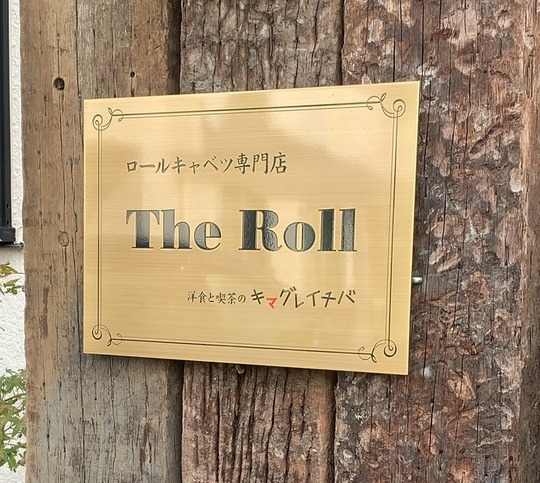 ロールキャベツ専門店
The Roll
洋食と喫茶の キマグレイチバ